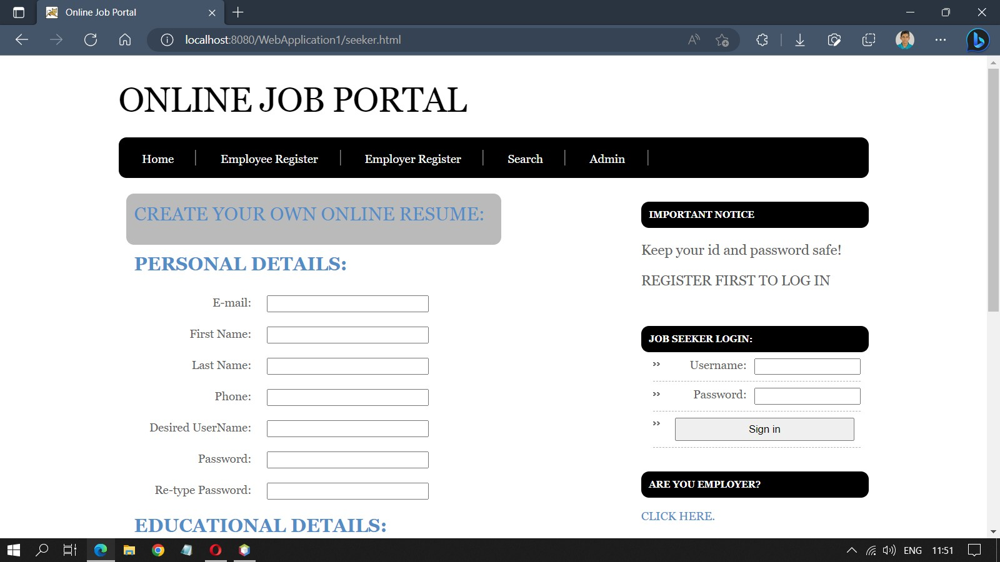 Online Job Portal
localhost:8080/WebApplication1/seeker.html
ONLINE JOB PORTAL
Home
Employee Register
Employer Register
Search
Admin
CREATE YOUR OWN ONLINE RESUME:
PERSONAL DETAILS:
E-mail:
First Name:
Last Name:
Phone:
Desired UserName:
Password:
Re-type Password:
EDUCATIONAL DETAILS:
IMPORTANT NOTICE
Keep your id and password safe!
REGISTER FIRST TO LOG IN
JOB SEEKER LOGIN:
>> Username:
>> Password:
>> Sign in
ARE YOU EMPLOYER?
CLICK HERE.
ENG
11:51